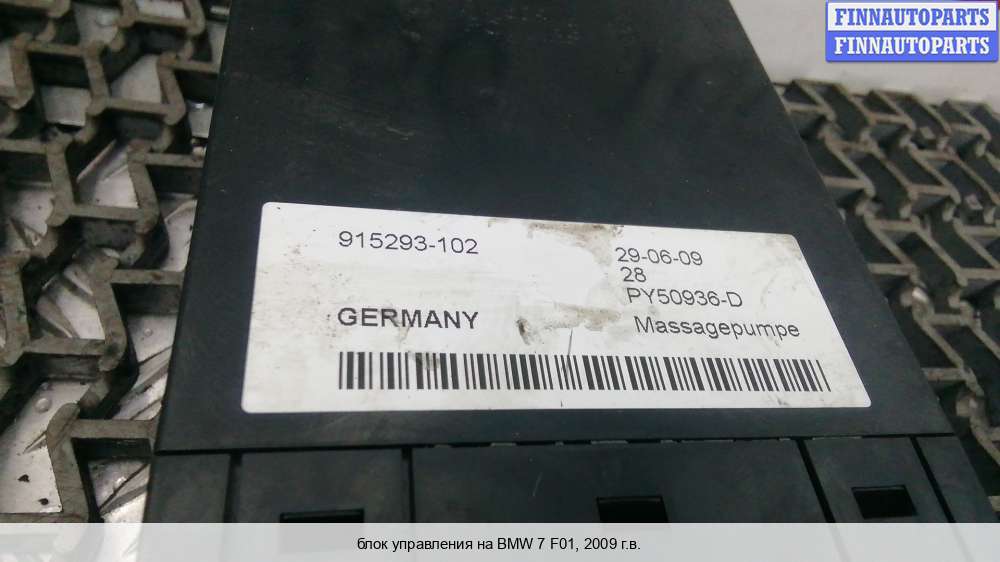 FINNAUTOPARTS
FINNAUTOPARTS
915293-102
29-06-09
28
PY50936-D
GERMANY
Massagepumpe
блок управления на BMW 7 F01, 2009 г.в.